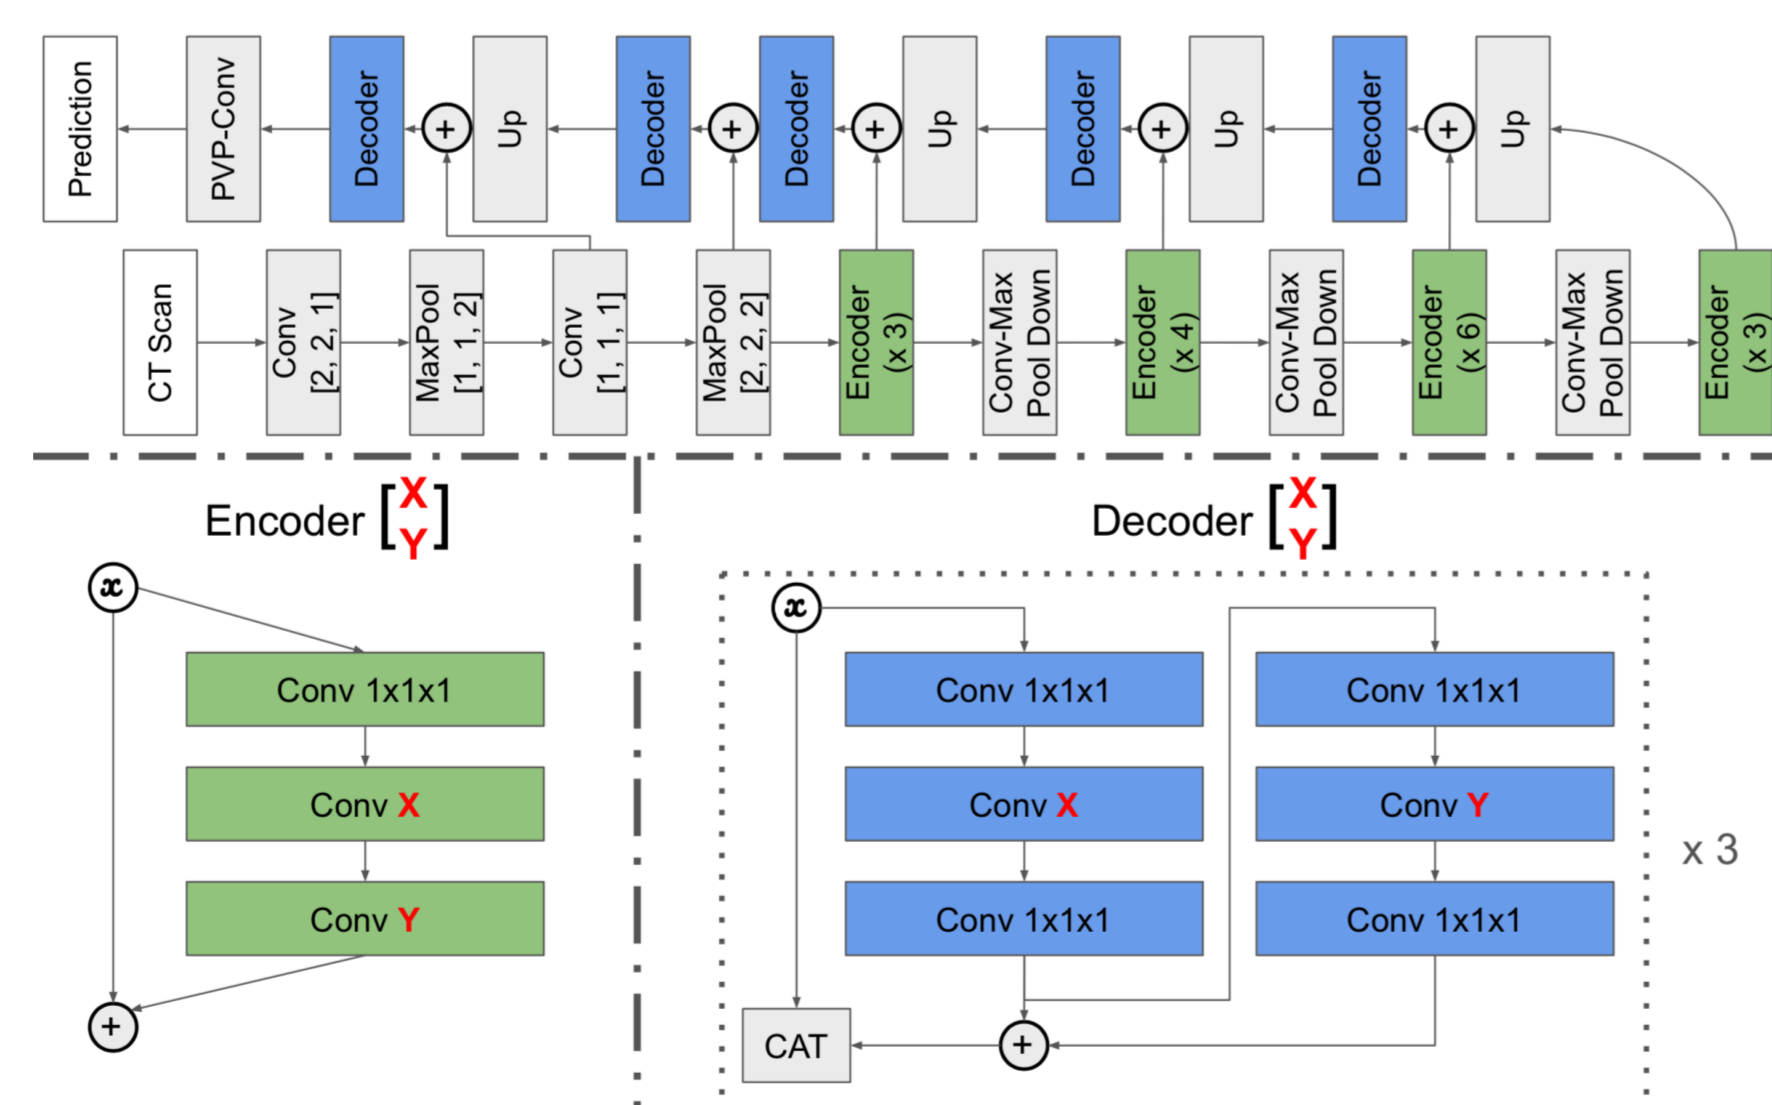 Prediction
PVP-Conv
Decoder
+
Up
Decoder
+
Decoder
+
Up
Decoder
+
Up
Decoder
+
Up
CT Scan
Conv
[2, 2, 1]
MaxPool
[1, 1, 2]
Conv
[1, 1, 1]
MaxPool
[2, 2, 2]
Encoder
(x 3)
Conv-Max
Pool Down
Encoder
(x 4)
Conv-Max
Pool Down
Encoder
(x 6)
Conv-Max
Pool Down
Encoder
(x 3)
Encoder [X
Y]
x
Conv 1x1x1
Conv X
Conv Y
+
Decoder [X
Y]
x
Conv 1x1x1
Conv X
Conv 1x1x1
Conv 1x1x1
Conv Y
Conv 1x1x1
x 3
CAT
+